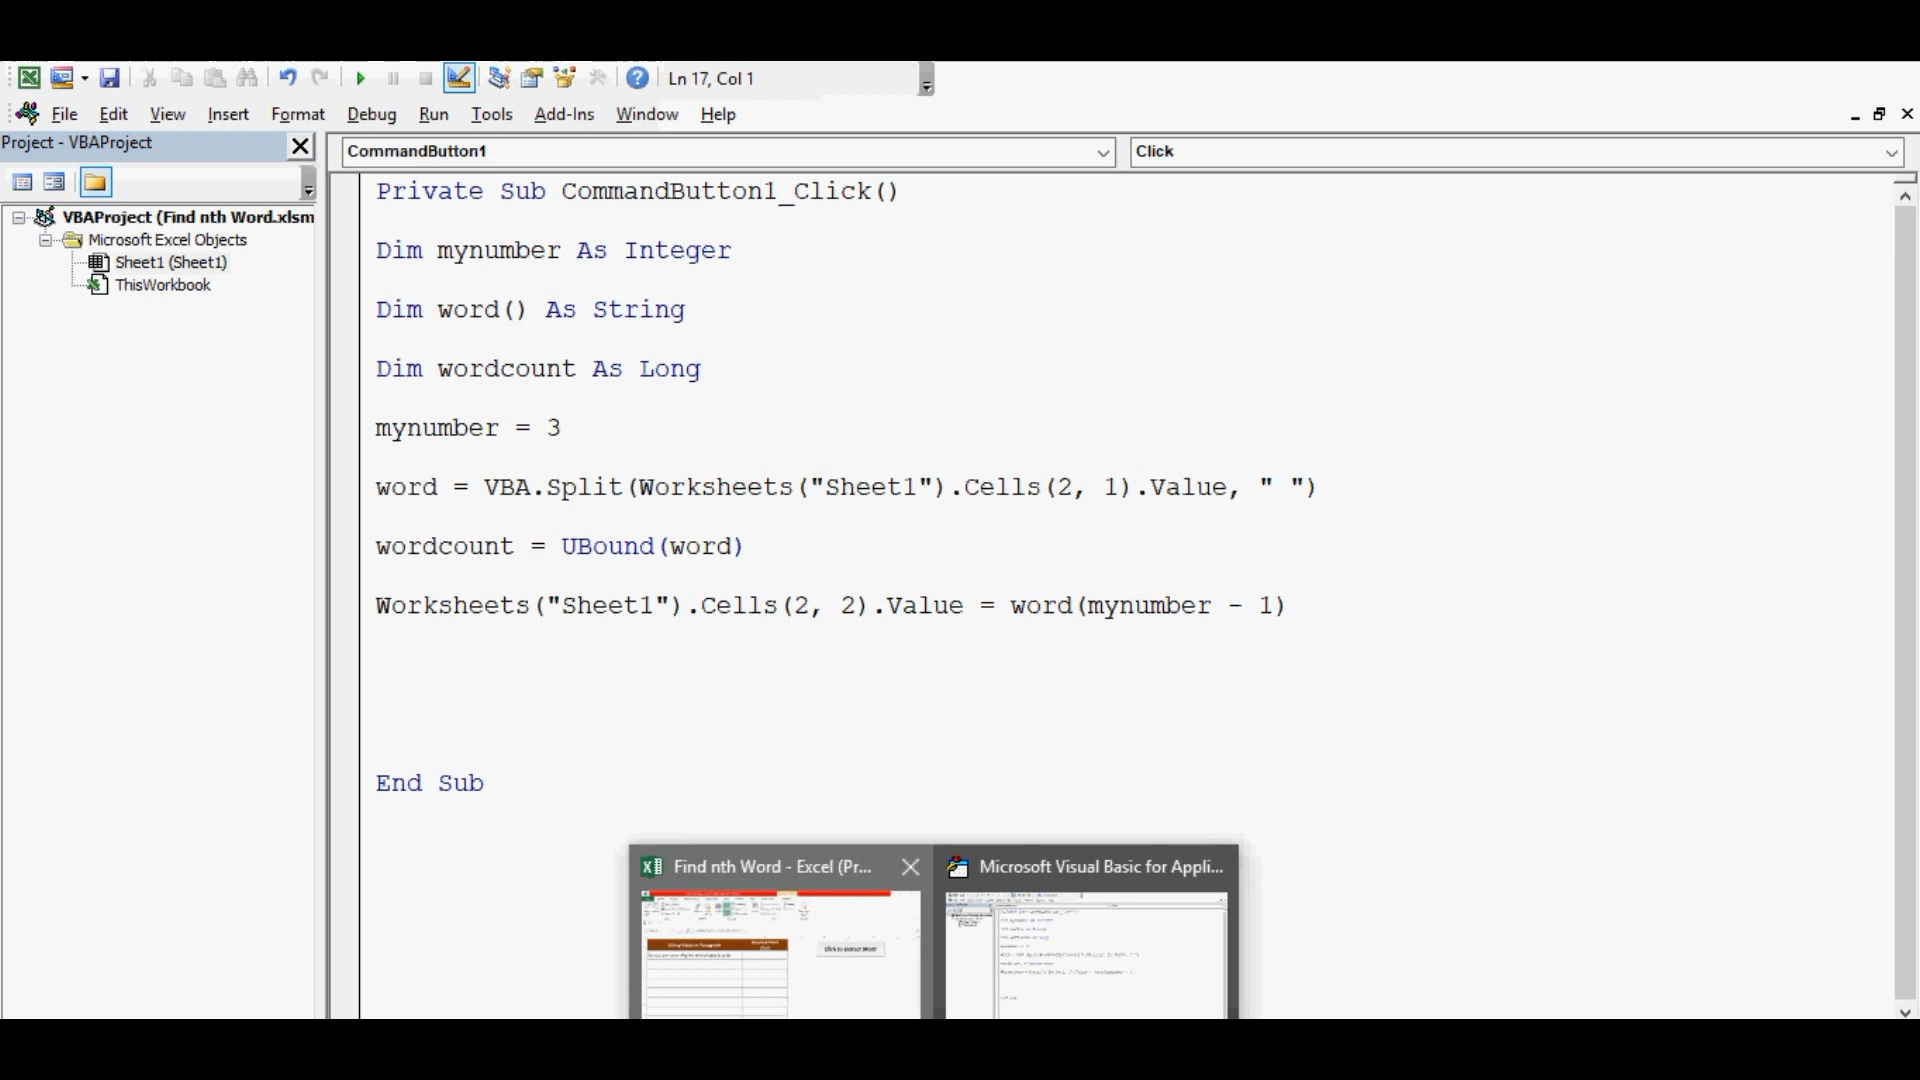 Ln 17, Col 1
File Edit View Insert Format Debug Run Tools Add-Ins Window Help
Project - VBAProject
CommandButton1
Click
VBAProject (Find nth Word.xlsm
Microsoft Excel Objects
Sheet1 (Sheet1)
ThisWorkbook
Private Sub CommandButton1_Click()
Dim mynumber As Integer
Dim word() As String
Dim wordcount As Long
mynumber = 3
word = VBA.Split(Worksheets("Sheet1").Cells(2, 1).Value, " ")
wordcount = UBound(word)
Worksheets("Sheet1").Cells(2, 2).Value = word(mynumber - 1)
End Sub
Find nth Word - Excel (Pr...
Microsoft Visual Basic for Appli...